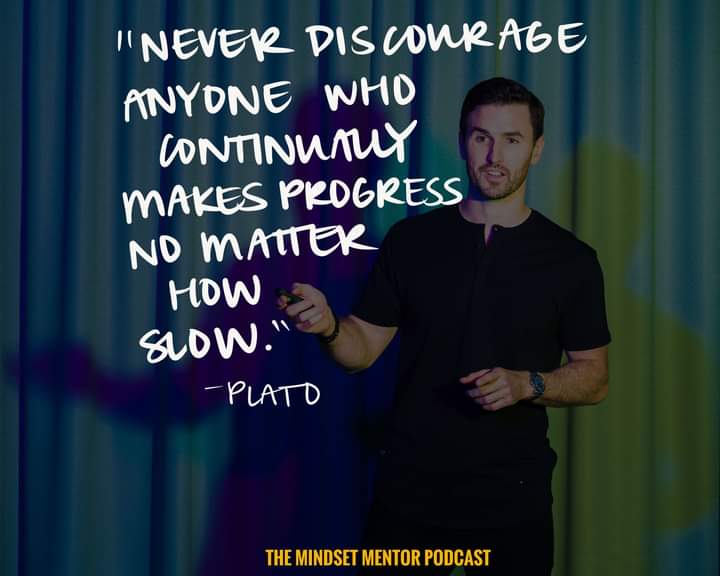 "NEVER DISCOURAGE
ANYONE WHO
CONTINUALLY
MAKES PROGRESS
NO MATTER
HOW
SLOW."
-PLATO
THE MINDSET MENTOR PODCAST